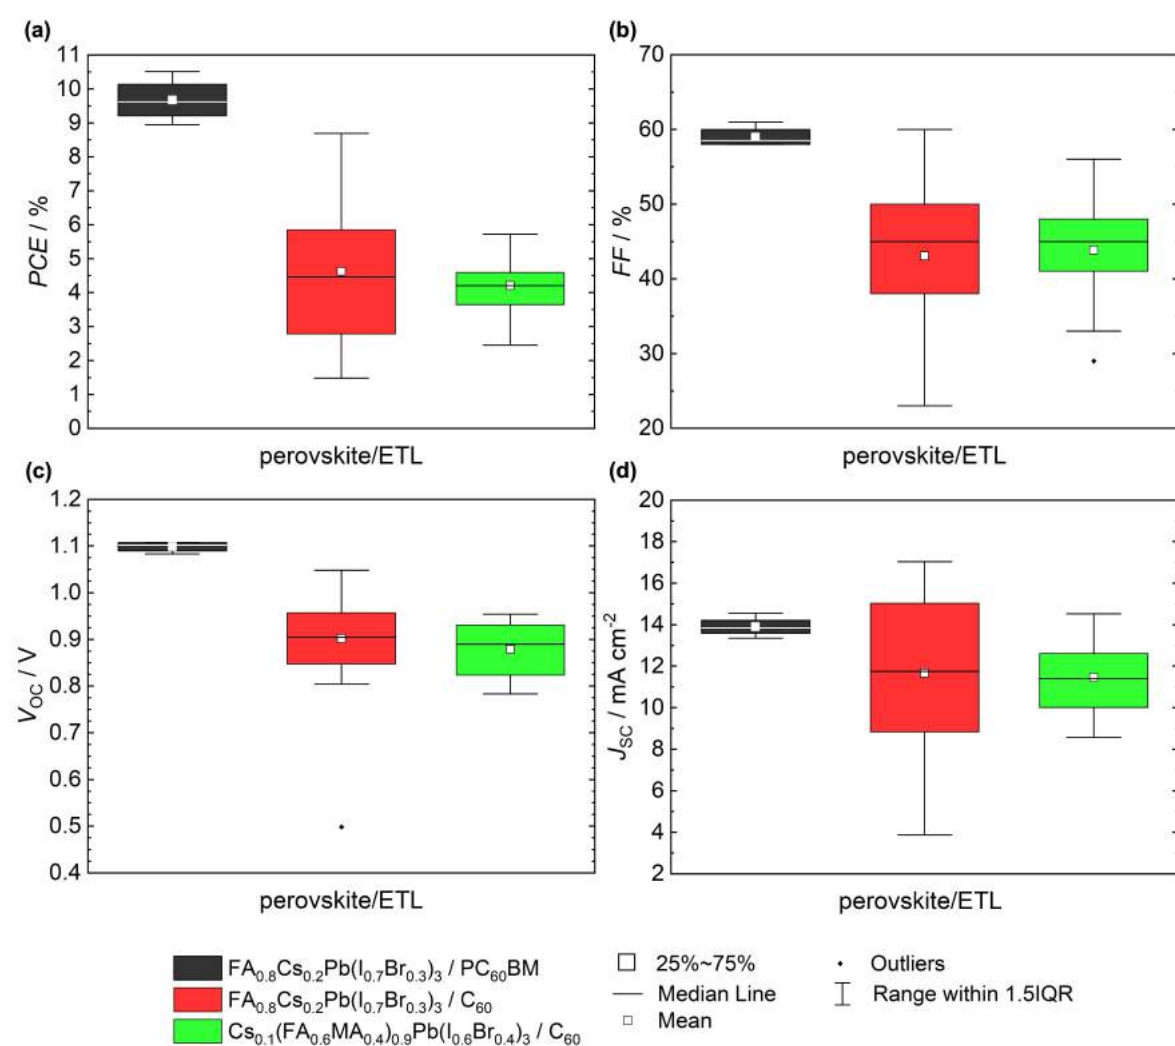 (a)
11
10
9
8
7
6
5
4
3
2
1
0
PCE / %
perovskite/ETL
(b)
70
60
50
40
30
20
FF / %
perovskite/ETL
(c)
1.2
1.1
1.0
0.9
0.8
0.7
0.6
0.5
0.4
V_OC / V
perovskite/ETL
(d)
20
18
16
14
12
10
8
6
4
2
J_SC / mA cm⁻²
perovskite/ETL
FA₀.₈Cs₀.₂Pb(I₀.₇Br₀.₃)₃ / PC₆₀BM
FA₀.₈Cs₀.₂Pb(I₀.₇Br₀.₃)₃ / C₆₀
Cs₀.₁(FA₀.₆MA₀.₄)₀.₉Pb(I₀.₆Br₀.₄)₃ / C₆₀
25%~75%
Median Line
Mean
Outliers
Range within 1.5IQR